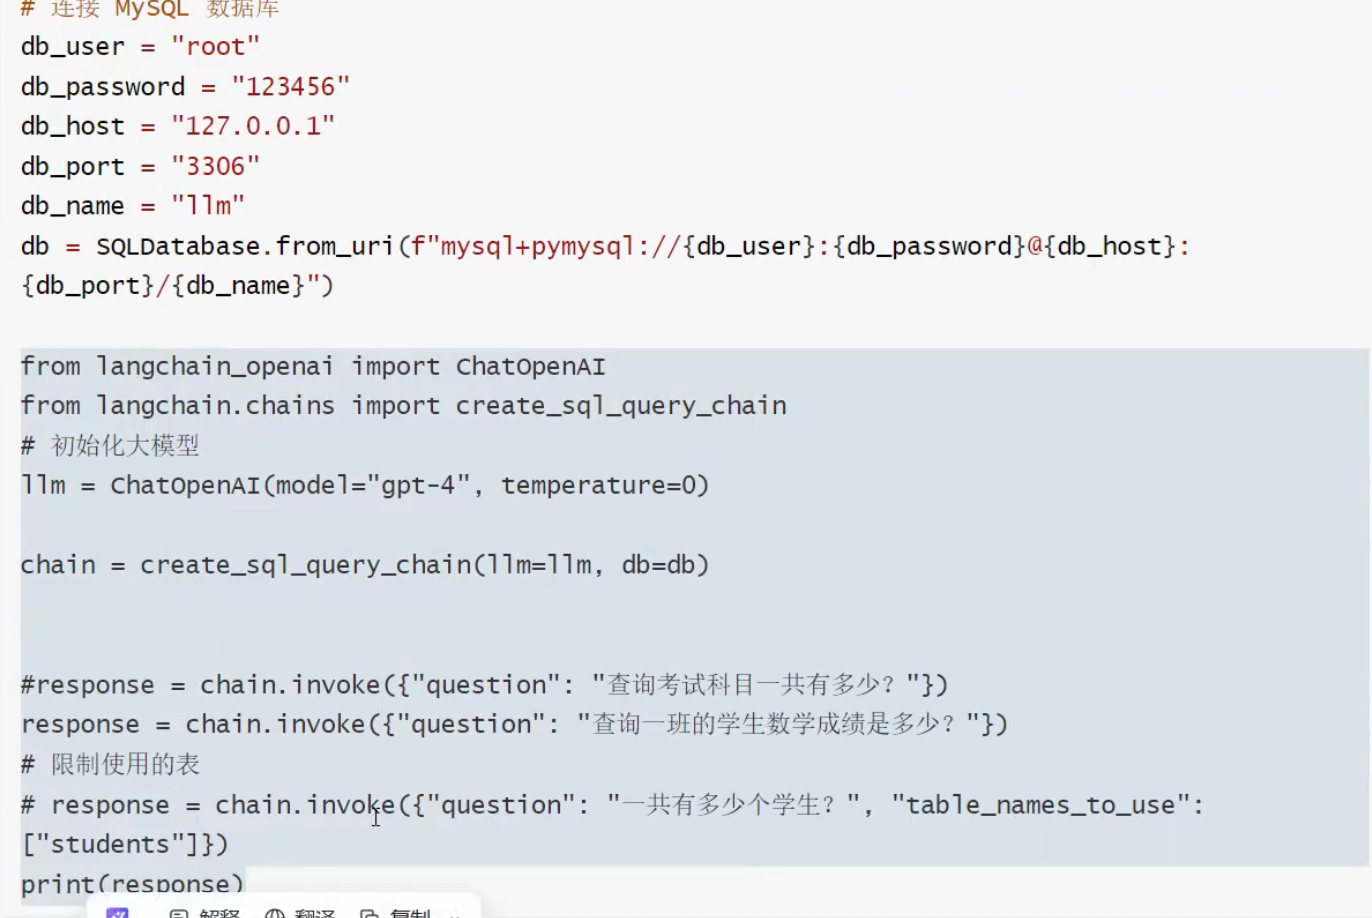 # 连接 MySQL 数据库
db_user = "root"
db_password = "123456"
db_host = "127.0.0.1"
db_port = "3306"
db_name = "llm"
db = SQLDatabase.from_uri(f"mysql+pymysql://{db_user}:{db_password}@{db_host}:
{db_port}/{db_name}")
from langchain_openai import ChatOpenAI
from langchain.chains import create_sql_query_chain
# 初始化大模型
llm = ChatOpenAI(model="gpt-4", temperature=0)
chain = create_sql_query_chain(llm=llm, db=db)
#response = chain.invoke({"question": "查询考试科目一共有多少？"})
response = chain.invoke({"question": "查询一班的学生数学成绩是多少？"})
# 限制使用的表
# response = chain.invoke({"question": "一共有多少个学生？", "table_names_to_use":
["students"]})
print(response)
解释 翻译 复制